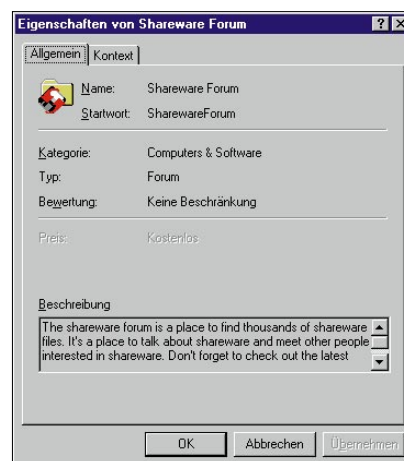 Eigenschaften von Shareware Forum
Allgemein Kontext
Name: Shareware Forum
Startwort: SharewareForum
Kategorie: Computers & Software
Typ: Forum
Bewertung: Keine Beschränkung
Preis: Kostenlos
Beschreibung
The shareware forum is a place to find thousands of shareware
files. It's a place to talk about shareware and meet other people
interested in shareware. Don't forget to check out the latest
OK Abbrechen Übernehmen